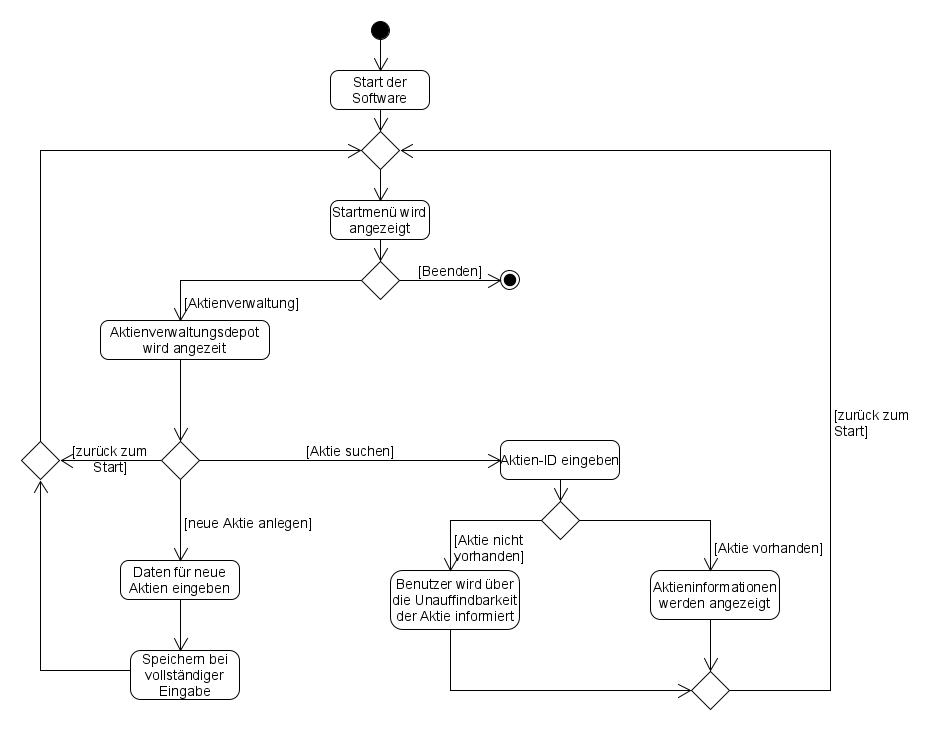 Start der
Software
Startmenü wird
angezeigt
[Beenden]
[Aktienverwaltung]
Aktienverwaltungsdepot
wird angezeit
[zurück zum
Start]
[Aktie suchen]
Aktien-ID eingeben
[zurück zum
Start]
[neue Aktie anlegen]
[Aktie nicht
vorhanden]
[Aktie vorhanden]
Daten für neue
Aktien eingeben
Benutzer wird über
die Unauffindbarkeit
der Aktie informiert
Aktieninformationen
werden angezeigt
Speichern bei
vollständiger
Eingabe